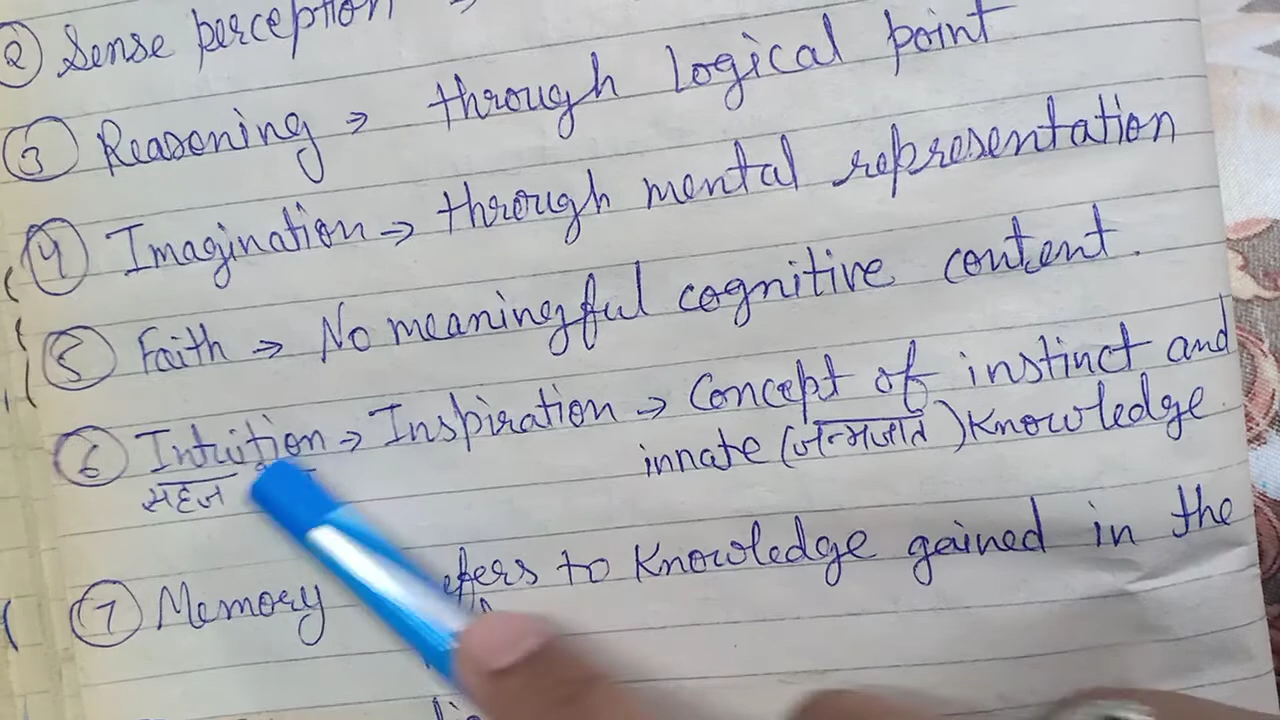 ② Sense perception
③ Reasoning → through logical point
④ Imagination → through mental representation
⑤ Faith → No meaningful cognitive content.
⑥ Intuition → Inspiration → Concept of instinct and
सहज innate (जन्मजात) Knowledge.
⑦ Memory to Knowledge gained in the